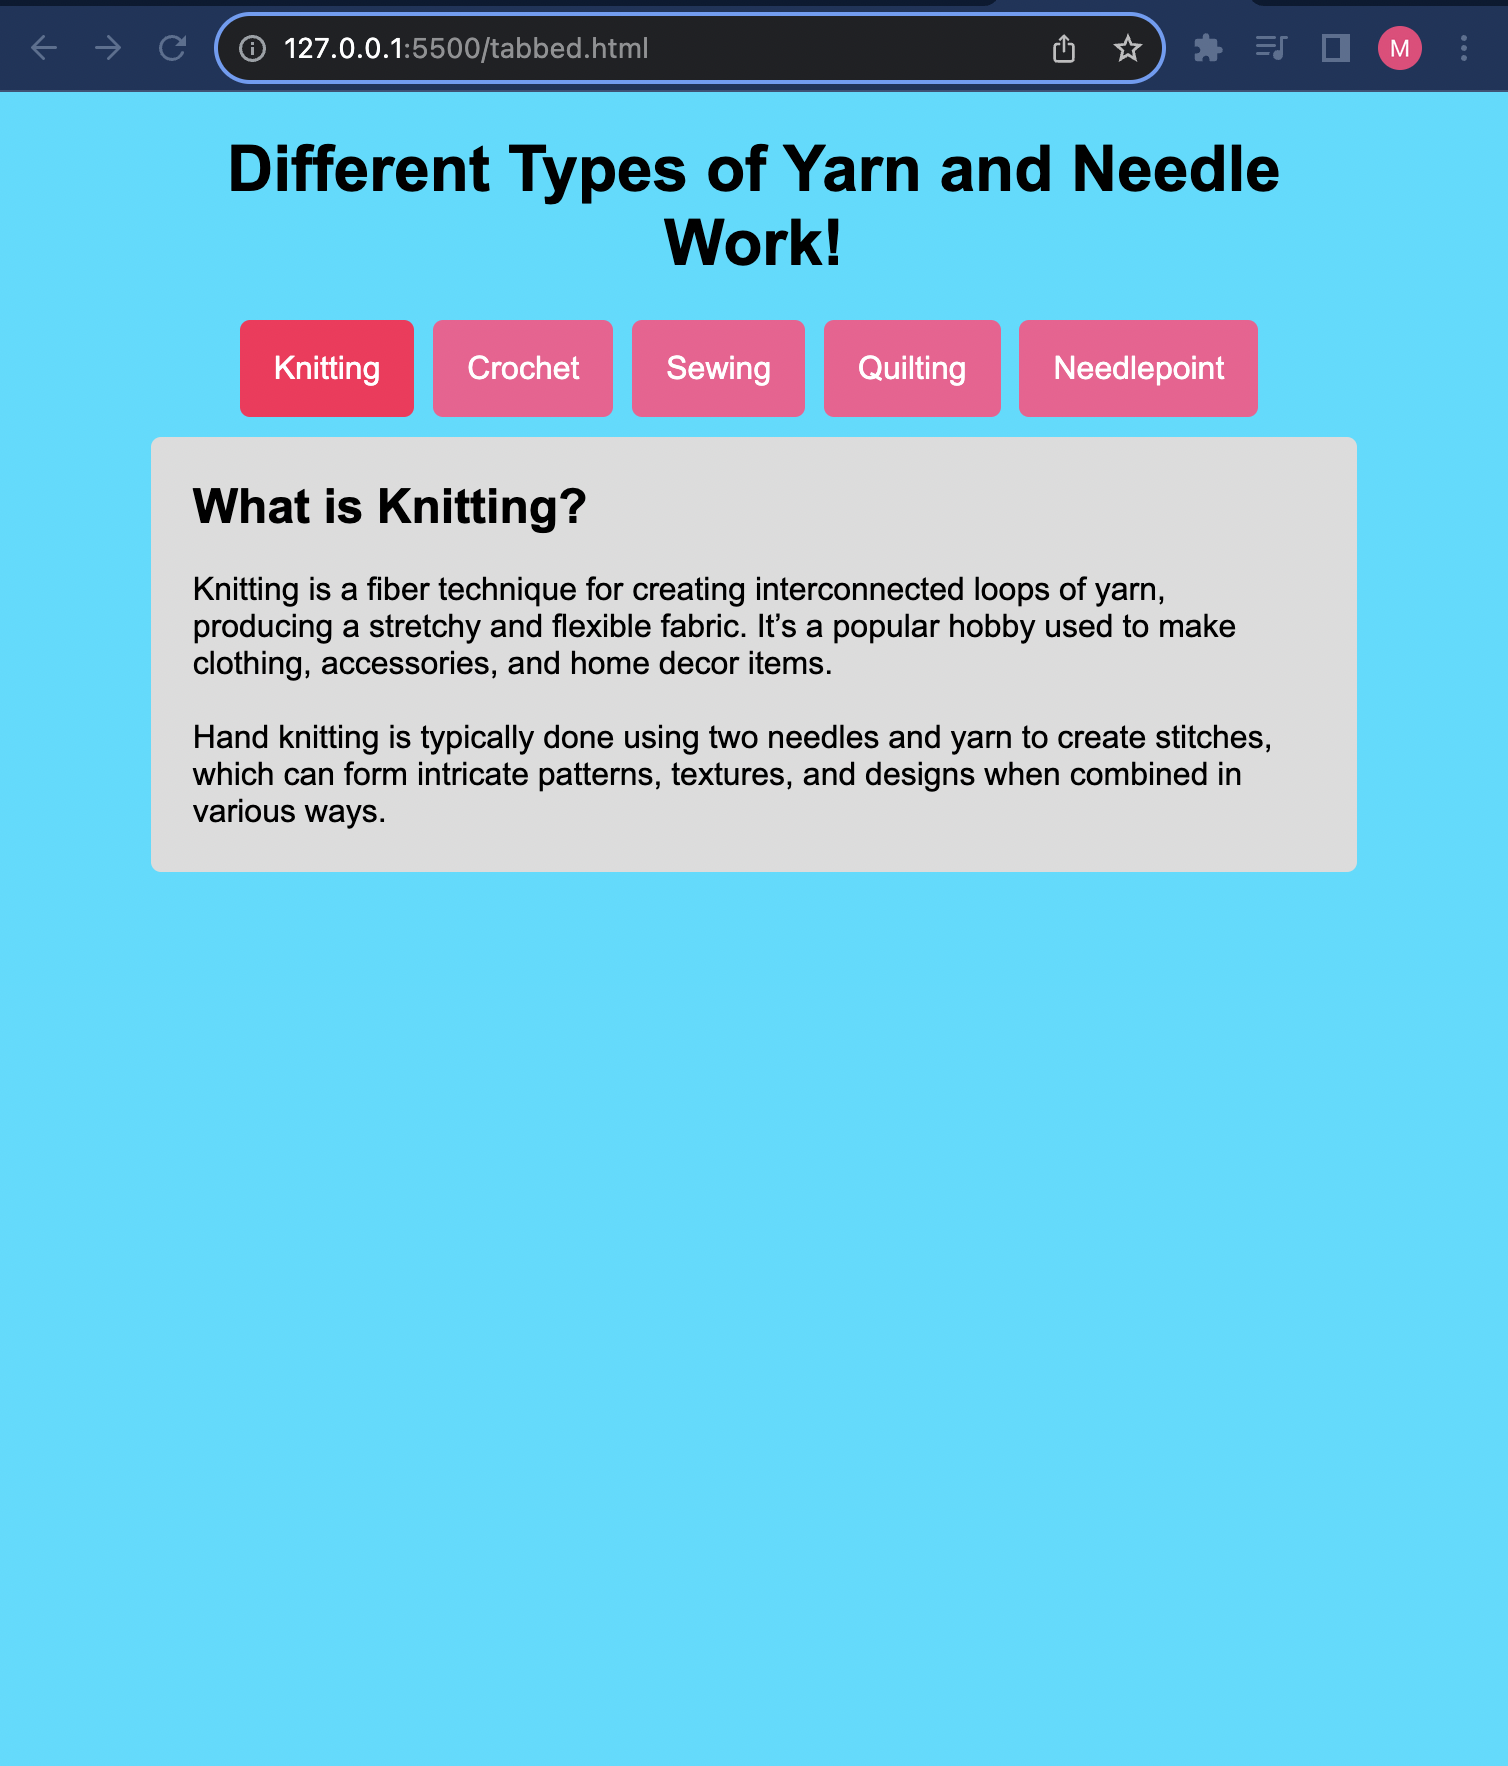 127.0.0.1:5500/tabbed.html
M
Different Types of Yarn and Needle
Work!
Knitting
Crochet
Sewing
Quilting
Needlepoint
What is Knitting?
Knitting is a fiber technique for creating interconnected loops of yarn,
producing a stretchy and flexible fabric. It’s a popular hobby used to make
clothing, accessories, and home decor items.
Hand knitting is typically done using two needles and yarn to create stitches,
which can form intricate patterns, textures, and designs when combined in
various ways.